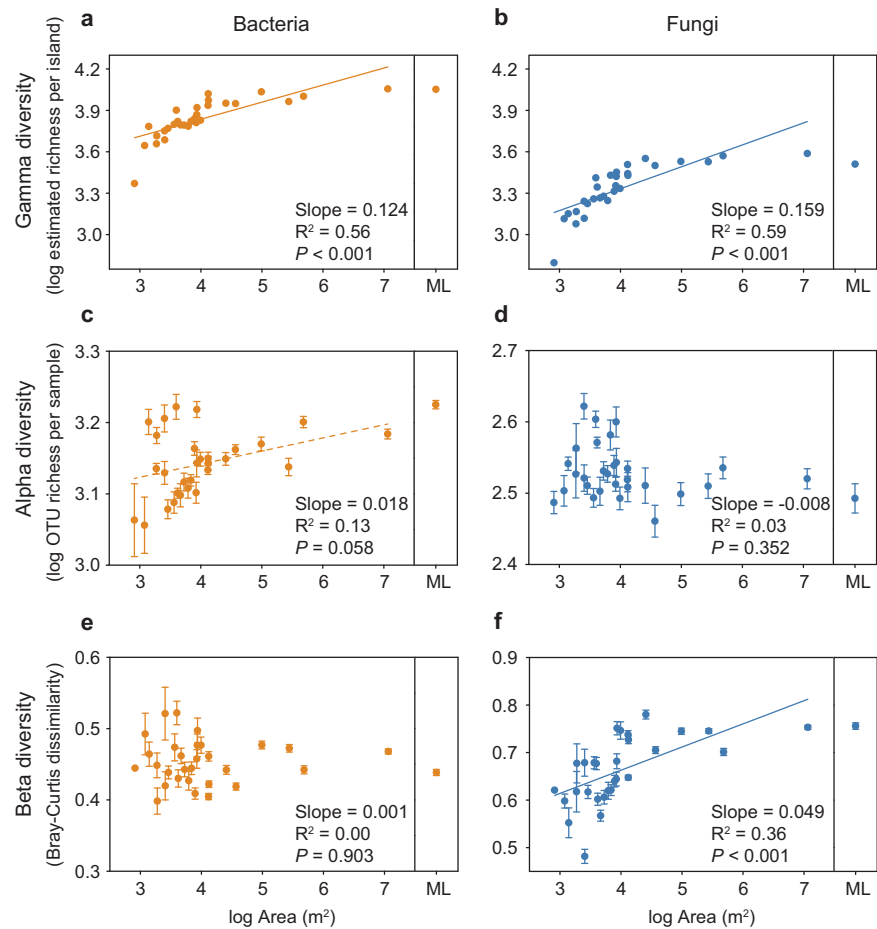 a
Bacteria
b
Fungi
Gamma diversity
(log estimated richness per island)
4.2
3.9
3.6
3.3
3.0
Slope = 0.124
R² = 0.56
P < 0.001
3 4 5 6 7 ML
4.2
3.9
3.6
3.3
3.0
Slope = 0.159
R² = 0.59
P < 0.001
3 4 5 6 7 ML
c
d
Alpha diversity
(log OTU richess per sample)
3.3
3.2
3.1
3.0
Slope = 0.018
R² = 0.13
P = 0.058
3 4 5 6 7 ML
2.7
2.6
2.5
2.4
Slope = -0.008
R² = 0.03
P = 0.352
3 4 5 6 7 ML
e
f
Beta diversity
(Bray-Curtis dissimilarity)
0.6
0.5
0.4
0.3
Slope = 0.001
R² = 0.00
P = 0.903
3 4 5 6 7 ML
log Area (m²)
0.9
0.8
0.7
0.6
0.5
Slope = 0.049
R² = 0.36
P < 0.001
3 4 5 6 7 ML
log Area (m²)